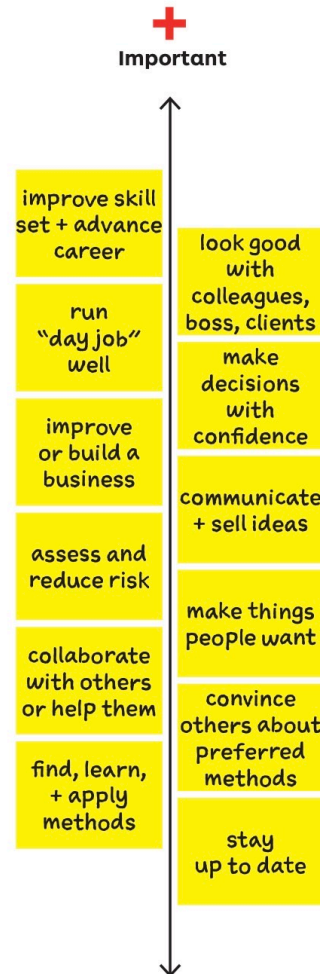 Important
improve skill
set + advance
career
look good
with
colleagues,
boss, clients
run
“day job”
well
make
decisions
with
confidence
improve
or build a
business
communicate
+ sell ideas
assess and
reduce risk
make things
people want
collaborate
with others
or help them
convince
others about
preferred
methods
find, learn,
+ apply
methods
stay
up to date